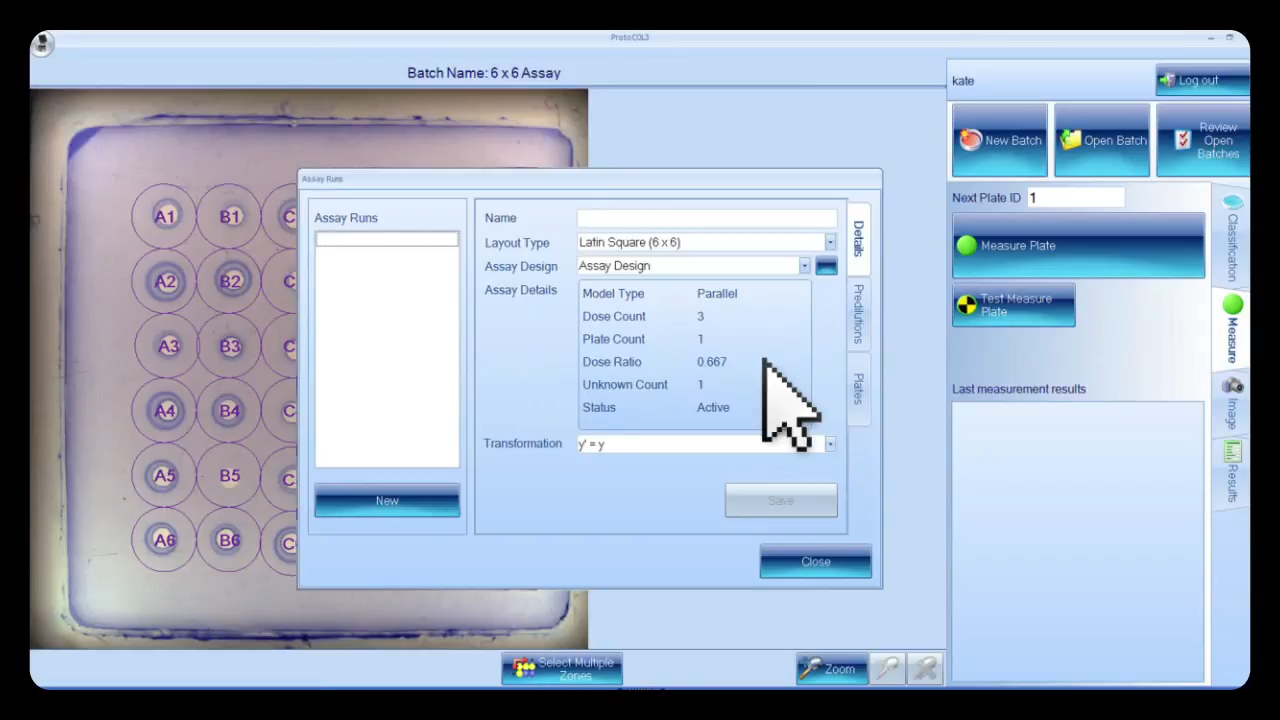 ProtoCOL3
Batch Name: 6 x 6 Assay
kate
Log out
New Batch
Open Batch
Review
Open
Batches
Next Plate ID 1
Measure Plate
Test Measure
Plate
Last measurement results
Classification
Measure
Image
Results
Assay Runs
Assay Runs
New
Name
Layout Type Latin Square (6 x 6)
Assay Design Assay Design
Assay Details
Model Type Parallel
Dose Count 3
Plate Count 1
Dose Ratio 0.667
Unknown Count 1
Status Active
Transformation y' = y
Save
Close
Details
Predilutions
Plates
A1 B1 C
A2 B2 C
A3 B3 C
A4 B4 C
A5 B5 C
A6 B6 C
Select Multiple
Zones
Zoom